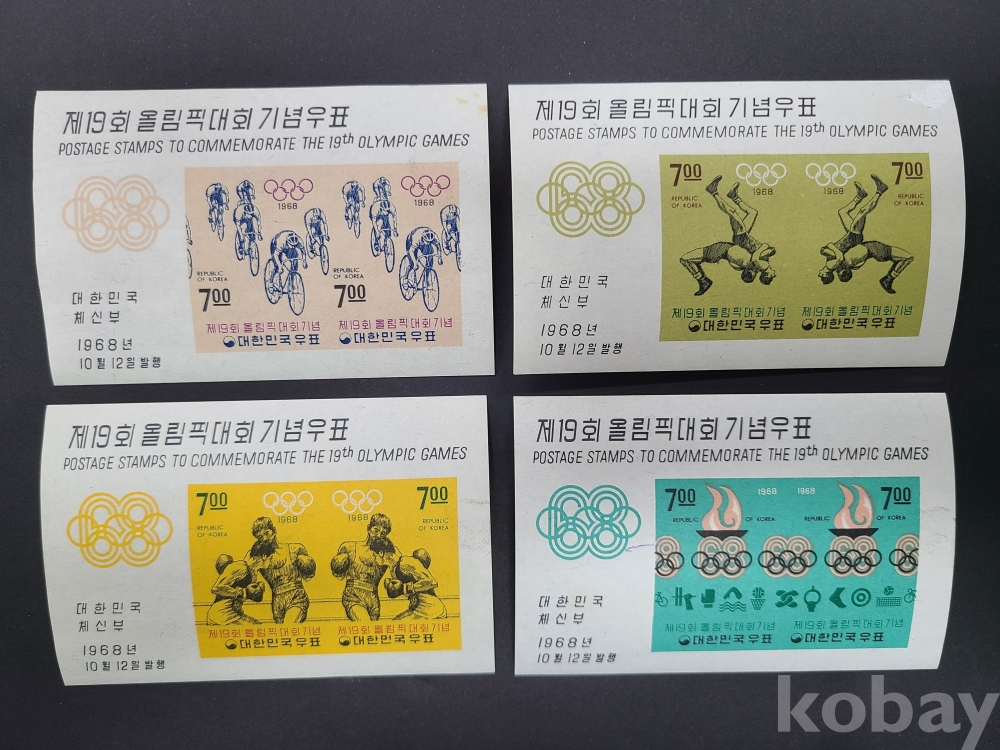 제19회 올림픽대회기념우표
POSTAGE STAMPS TO COMMEMORATE THE 19th OLYMPIC GAMES
1968
1968
REPUBLIC
OF KOREA
REPUBLIC
OF KOREA
700
700
제19회 올림픽대회기념
제19회 올림픽대회기념
대한민국우표
대한민국우표
대한민국
체신부
1968년
10월 12일 발행
제19회 올림픽대회기념우표
POSTAGE STAMPS TO COMMEMORATE THE 19th OLYMPIC GAMES
700
700
1968
1968
REPUBLIC
OF KOREA
REPUBLIC
OF KOREA
제19회 올림픽대회기념
제19회 올림픽대회기념
대한민국우표
대한민국우표
대한민국
체신부
1968년
10월 12일 발행
제19회 올림픽대회기념우표
POSTAGE STAMPS TO COMMEMORATE THE 19th OLYMPIC GAMES
700
700
1968
1968
REPUBLIC
OF KOREA
REPUBLIC
OF KOREA
제19회 올림픽대회기념
제19회 올림픽대회기념
대한민국우표
대한민국우표
대한민국
체신부
1968년
10월 12일 발행
제19회 올림픽대회기념우표
POSTAGE STAMPS TO COMMEMORATE THE 19th OLYMPIC GAMES
700
1968
1968
700
REPUBLIC
OF KOREA
REPUBLIC
OF KOREA
제19회 올림픽대회기념
제19회 올림픽대회기념
대한민국우표
대한민국우표
대한민국
체신부
1968년
10월 12일 발행
kobay